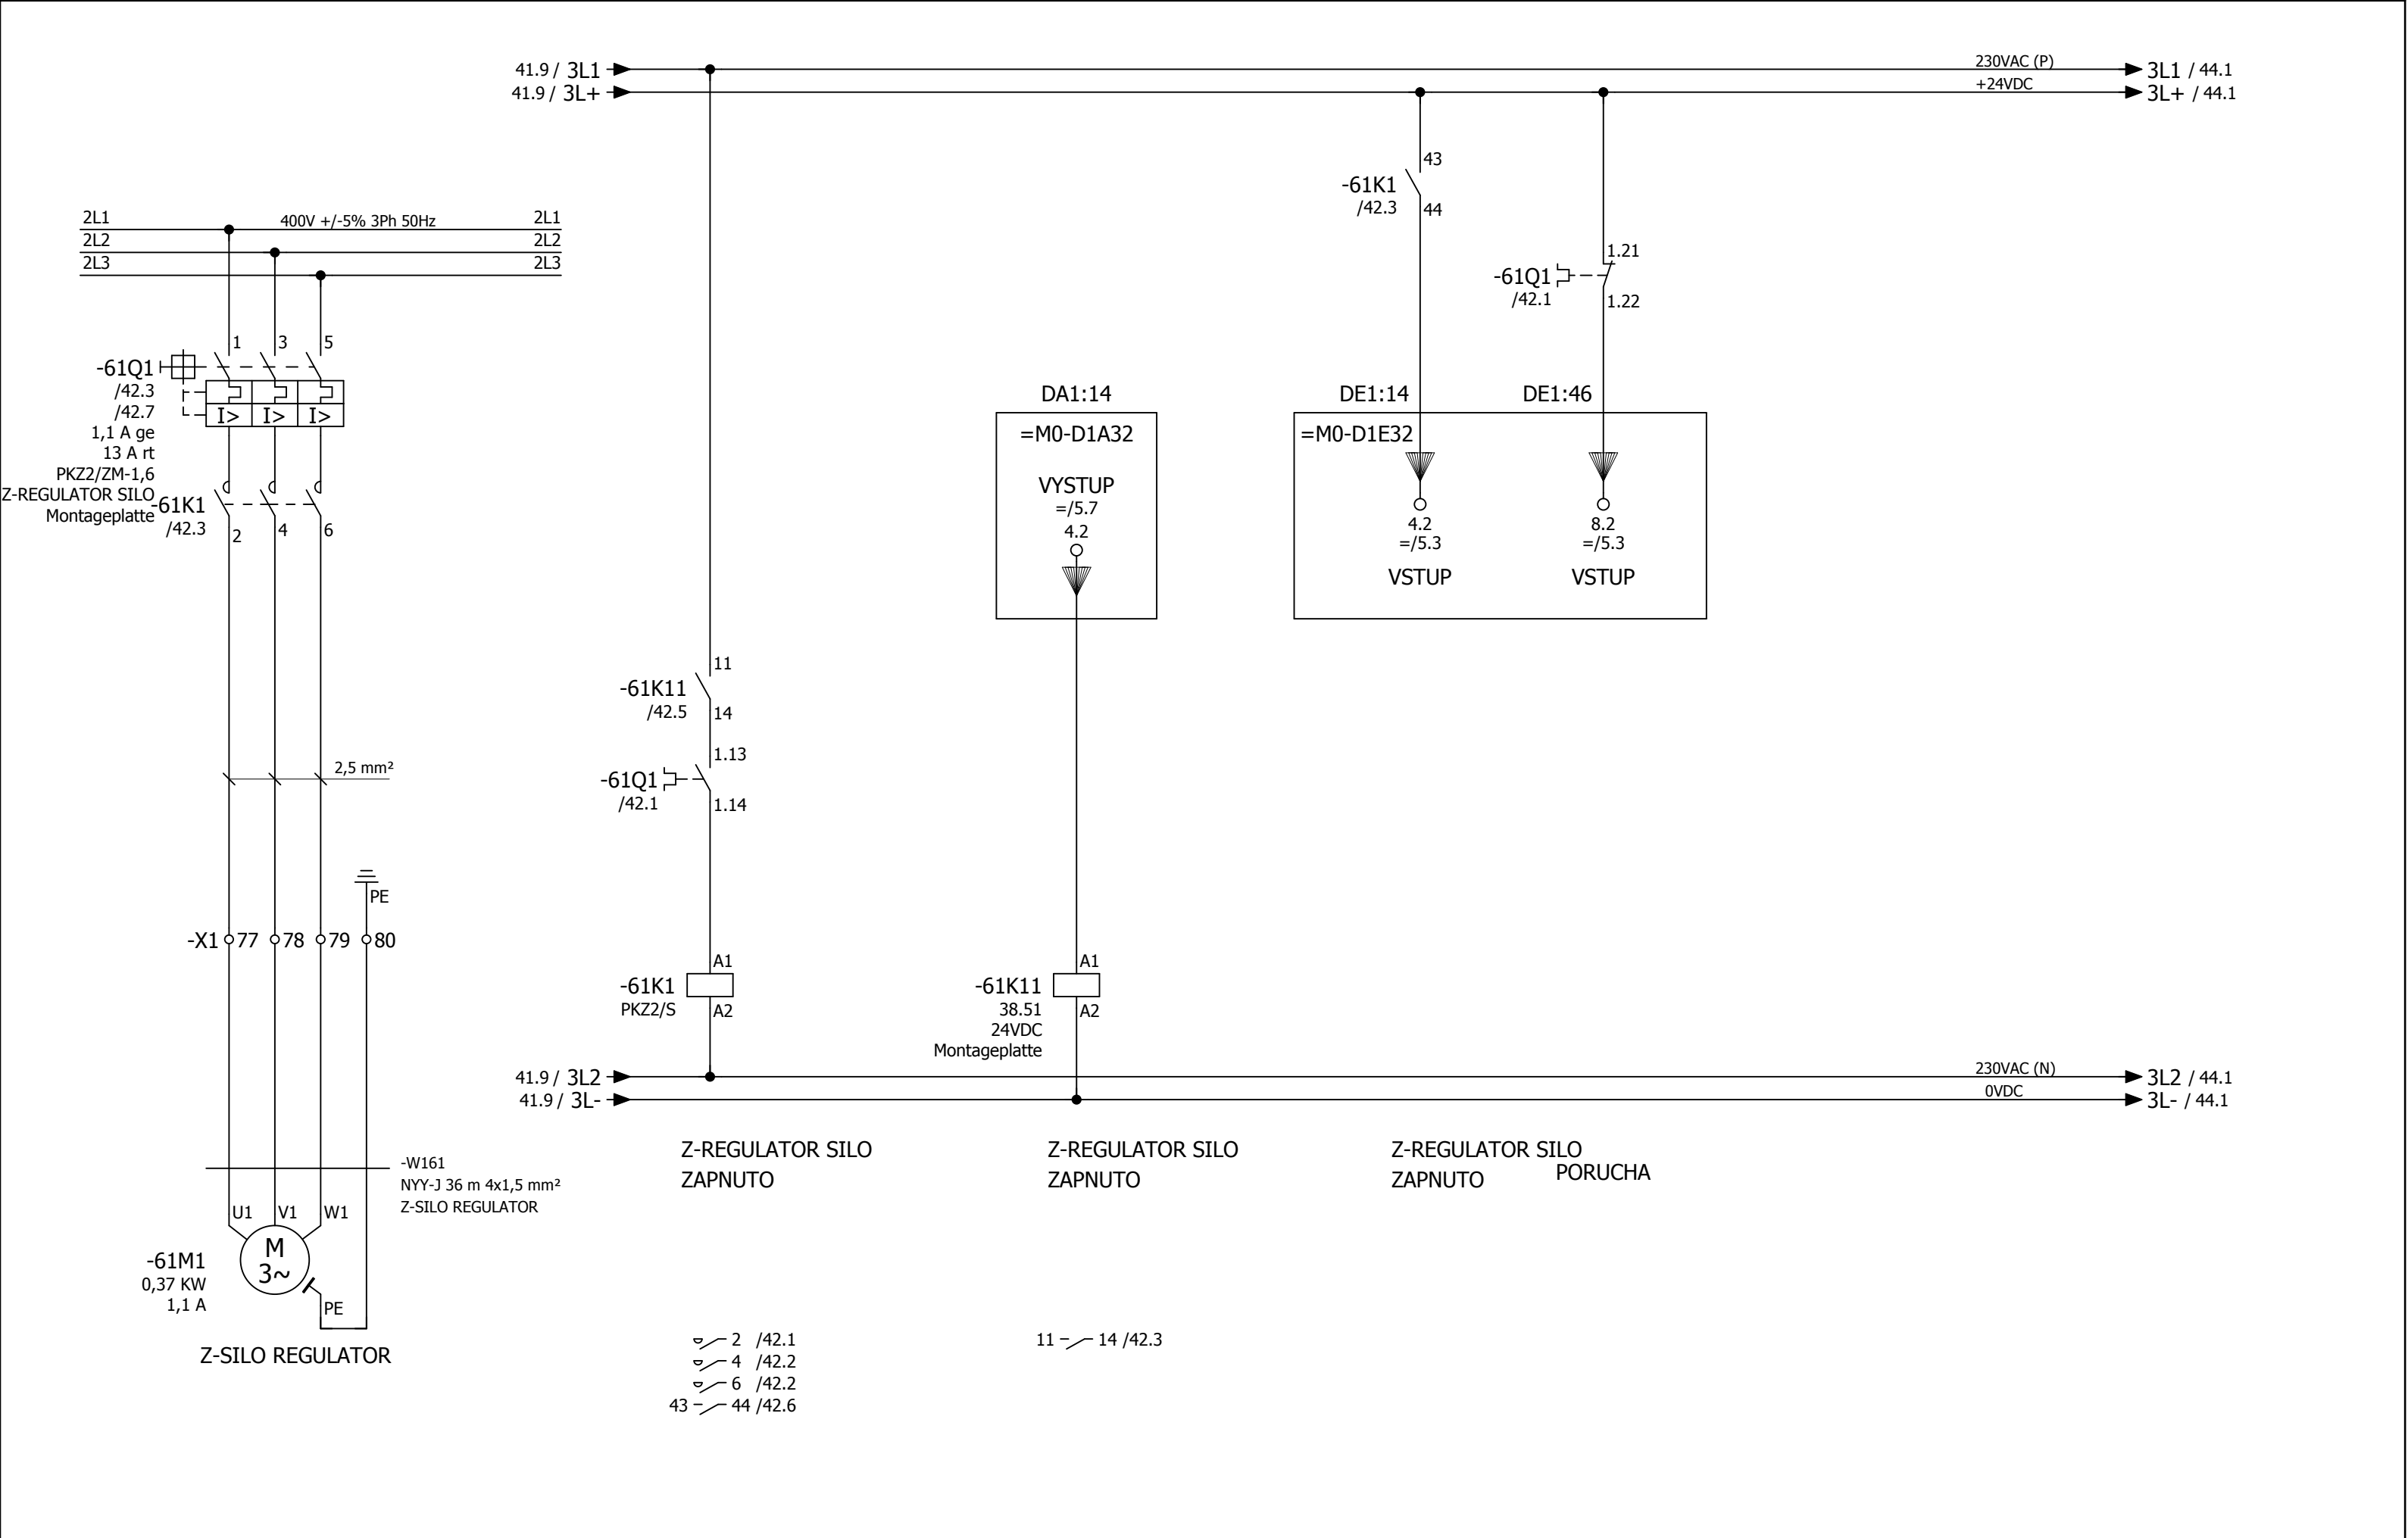 41.9 / 3L1
41.9 / 3L+
230VAC (P)
+24VDC
3L1 / 44.1
3L+ / 44.1
2L1 400V +/-5% 3Ph 50Hz 2L1
2L2 2L2
2L3 2L3
1 3 5
-61Q1
/42.3
/42.7
1,1 A ge
13 A rt
PKZ2/ZM-1,6
Z-REGULATOR SILO
Montageplatte
I> I> I>
-61K1
/42.3
2 4 6
2,5 mm²
PE
-X1 77 78 79 80
-W161
NYY-J 36 m 4x1,5 mm²
Z-SILO REGULATOR
U1 V1 W1
M
3~
-61M1
0,37 KW
1,1 A
PE
Z-SILO REGULATOR
11
-61K11
/42.5
14
1.13
-61Q1
/42.1
1.14
A1
-61K1
PKZ2/S
A2
DA1:14
=M0-D1A32
VYSTUP
=/5.7
4.2
A1
-61K11
38.51
24VDC
Montageplatte
A2
43
-61K1
/42.3
44
1.21
-61Q1
/42.1
1.22
DE1:14 DE1:46
=M0-D1E32
4.2 8.2
=/5.3 =/5.3
VSTUP VSTUP
41.9 / 3L2
41.9 / 3L-
230VAC (N)
0VDC
3L2 / 44.1
3L- / 44.1
Z-REGULATOR SILO
ZAPNUTO
Z-REGULATOR SILO
ZAPNUTO
Z-REGULATOR SILO
ZAPNUTO
PORUCHA
2 /42.1
4 /42.2
6 /42.2
43 44 /42.6
11 14 /42.3